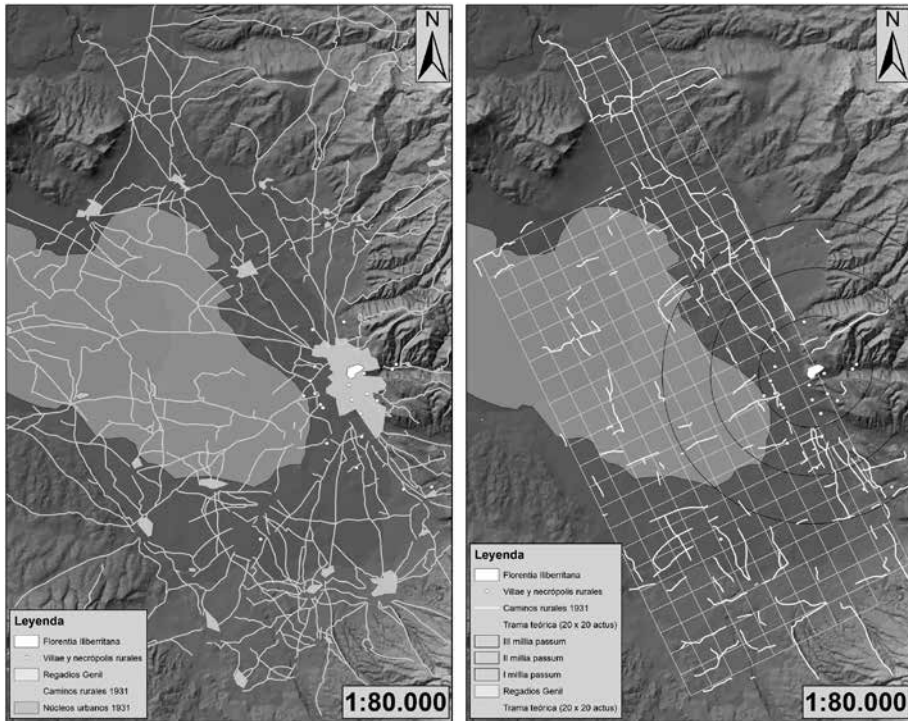 N
Leyenda
Florentia Iliberritana
Villae y necrópolis rurales
Regadíos Genil
Caminos rurales 1931
Núcleos urbanos 1931
1:80.000
N
Leyenda
Florentia Iliberritana
Villae y necrópolis rurales
Caminos rurales 1931
Trama teórica (20 x 20 actus)
III millia passum
II millia passum
I millia passum
Regadíos Genil
Trama teórica (20 x 20 actus)
1:80.000